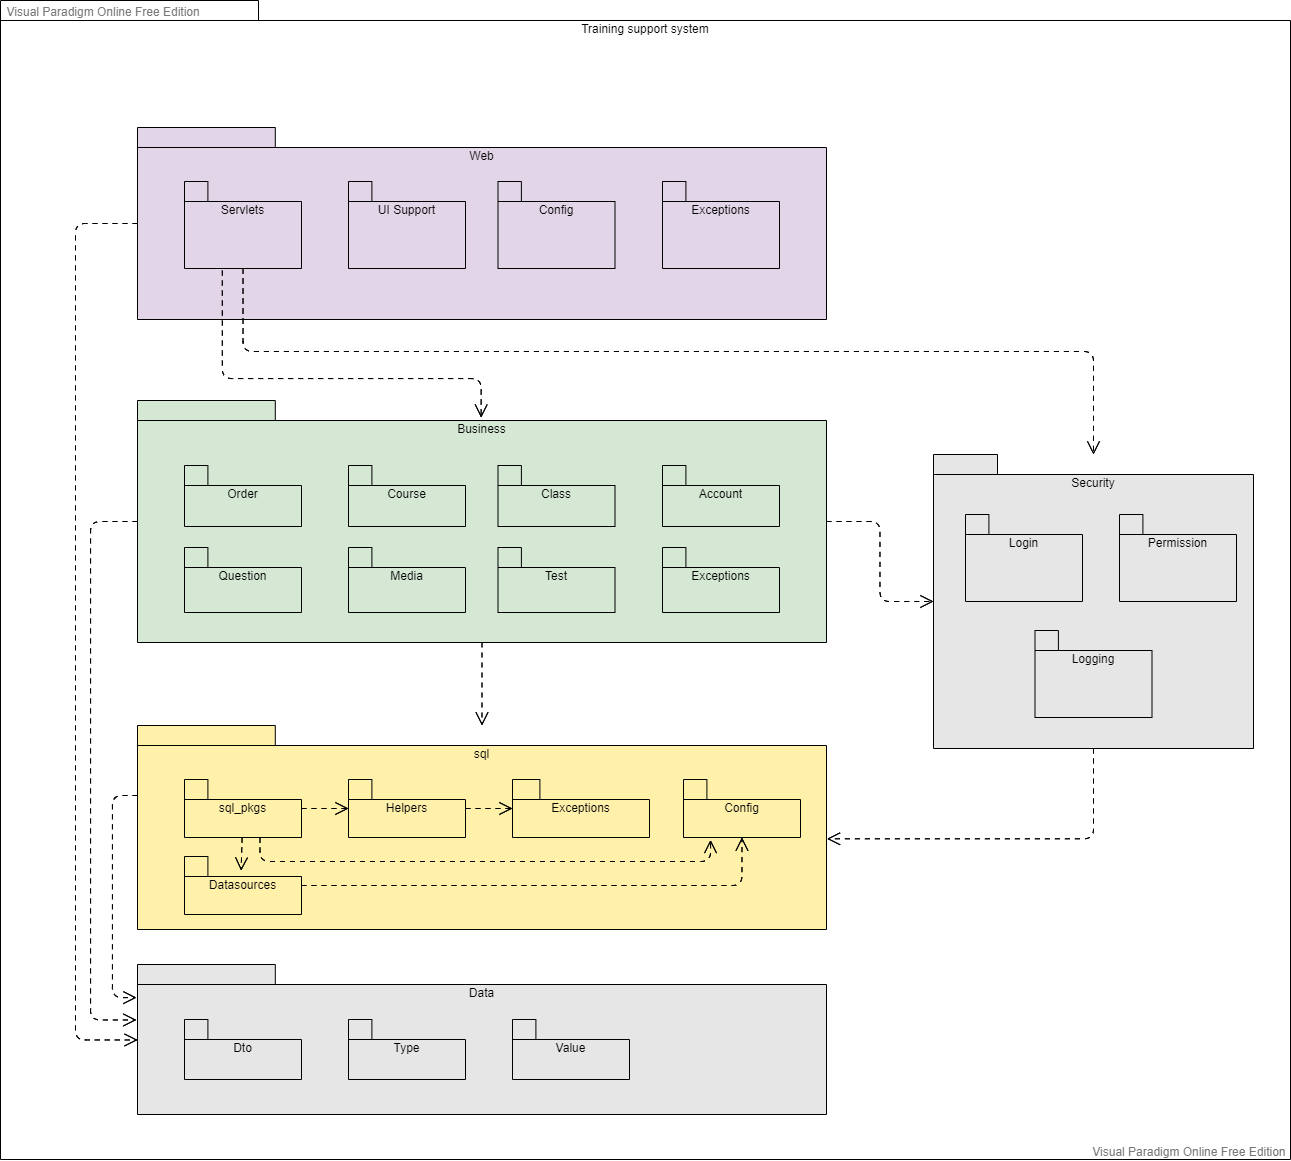 Visual Paradigm Online Free Edition
Training support system
Web
Servlets
UI Support
Config
Exceptions
Business
Order
Course
Class
Account
Question
Media
Test
Exceptions
Security
Login
Permission
Logging
sql
sql_pkgs
Helpers
Exceptions
Config
Datasources
Data
Dto
Type
Value
Visual Paradigm Online Free Edition